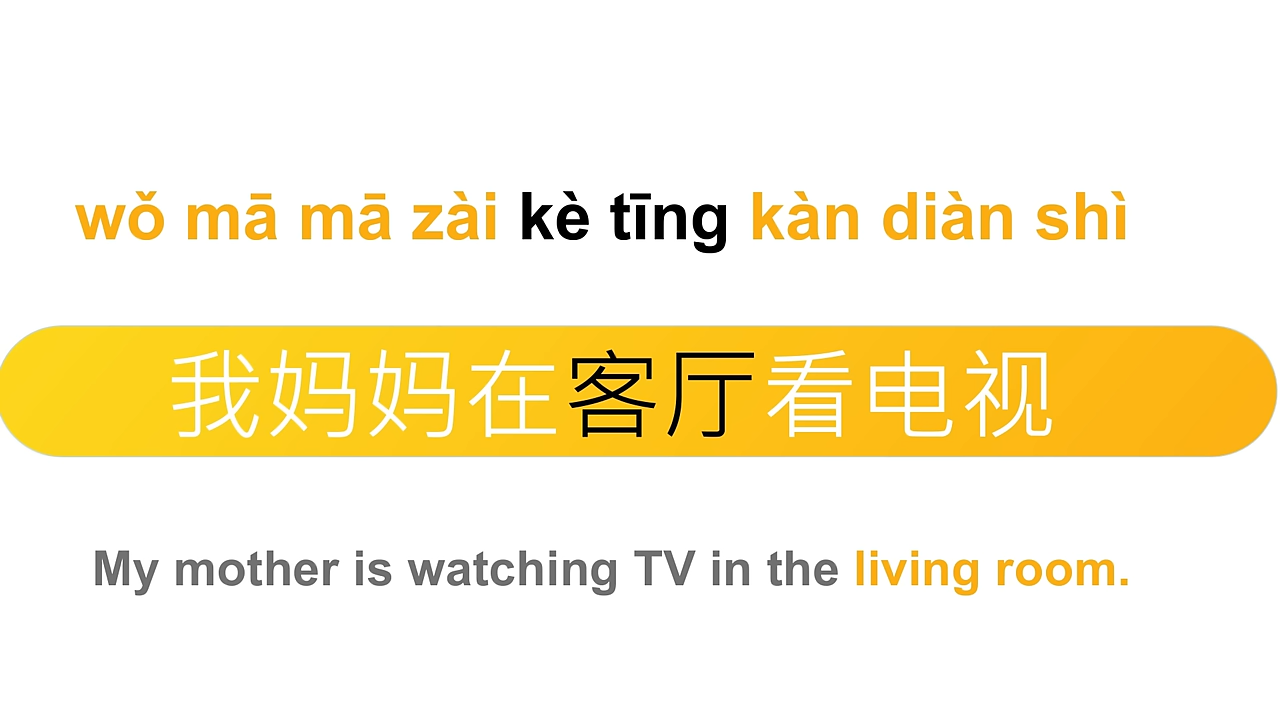 wǒ mā mā zài kè tīng kàn diàn shì
我妈妈在客厅看电视
My mother is watching TV in the living room.